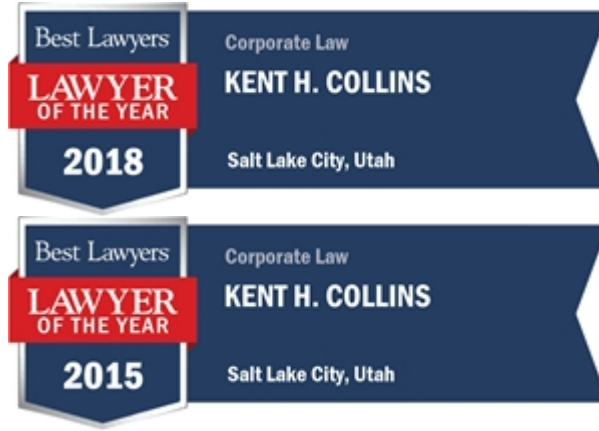 Best Lawyers
LAWYER
OF THE YEAR
2018
Corporate Law
KENT H. COLLINS
Salt Lake City, Utah
Best Lawyers
LAWYER
OF THE YEAR
2015
Corporate Law
KENT H. COLLINS
Salt Lake City, Utah